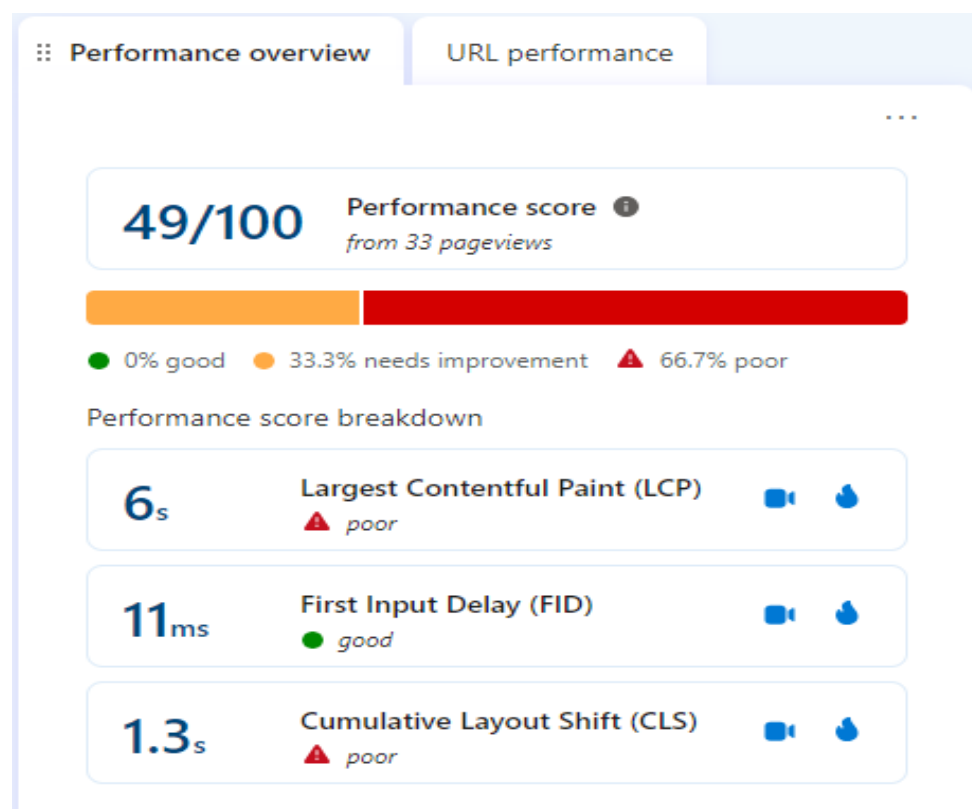 Performance overview
URL performance
...
49/100
Performance score
from 33 pageviews
0% good 33.3% needs improvement 66.7% poor
Performance score breakdown
6s
Largest Contentful Paint (LCP)
poor
11ms
First Input Delay (FID)
good
1.3s
Cumulative Layout Shift (CLS)
poor